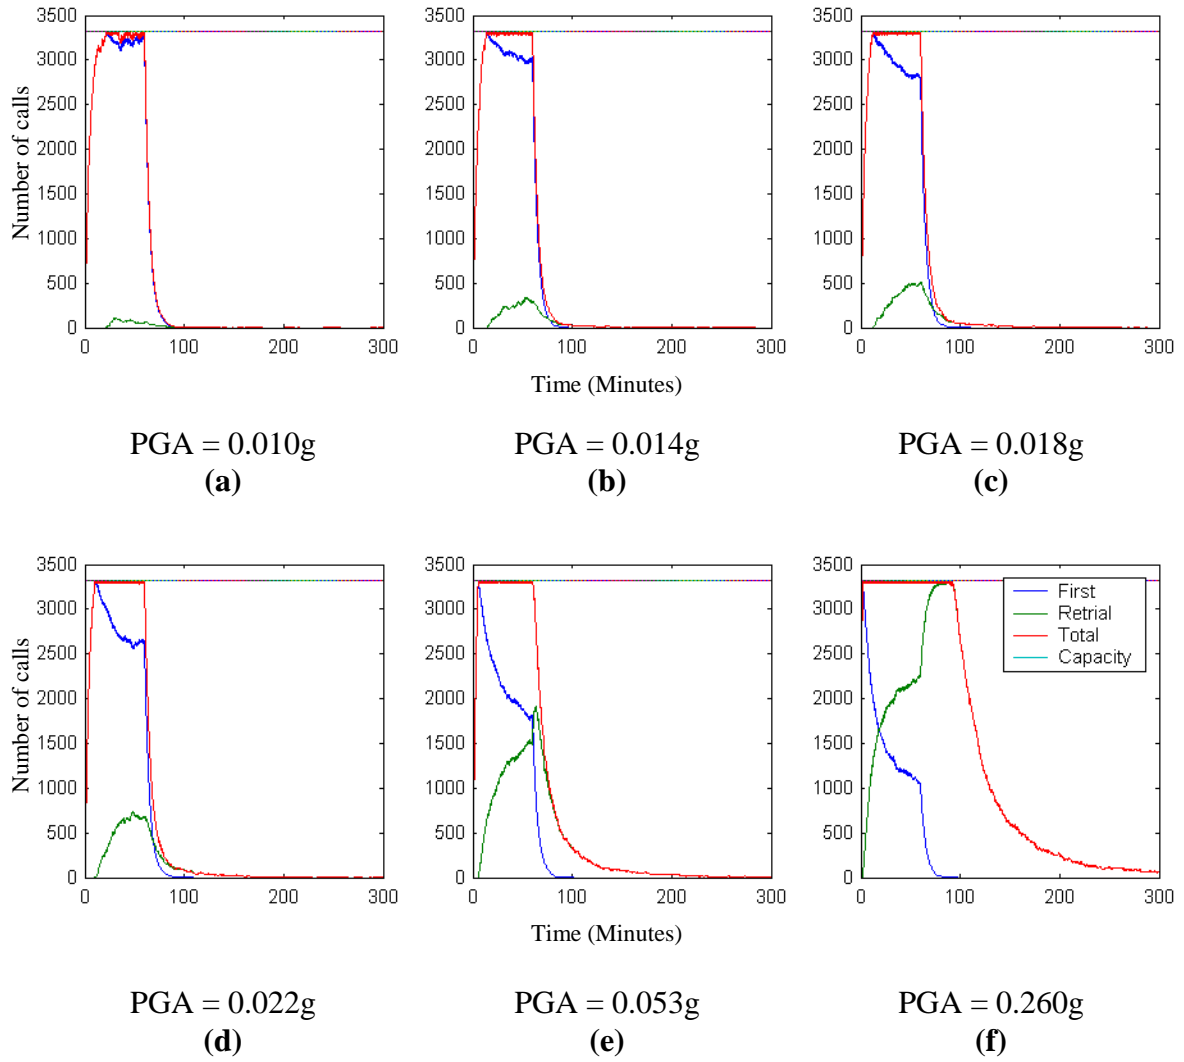 3500
3000
2500
2000
1500
1000
500
0
0 100 200 300
Number of calls
3500
3000
2500
2000
1500
1000
500
0
0 100 200 300
3500
3000
2500
2000
1500
1000
500
0
0 100 200 300
Time (Minutes)
PGA = 0.010g
(a)
PGA = 0.014g
(b)
PGA = 0.018g
(c)
3500
3000
2500
2000
1500
1000
500
0
0 100 200 300
Number of calls
3500
3000
2500
2000
1500
1000
500
0
0 100 200 300
3500
3000
2500
2000
1500
1000
500
0
0 100 200 300
First
Retrial
Total
Capacity
Time (Minutes)
PGA = 0.022g
(d)
PGA = 0.053g
(e)
PGA = 0.260g
(f)